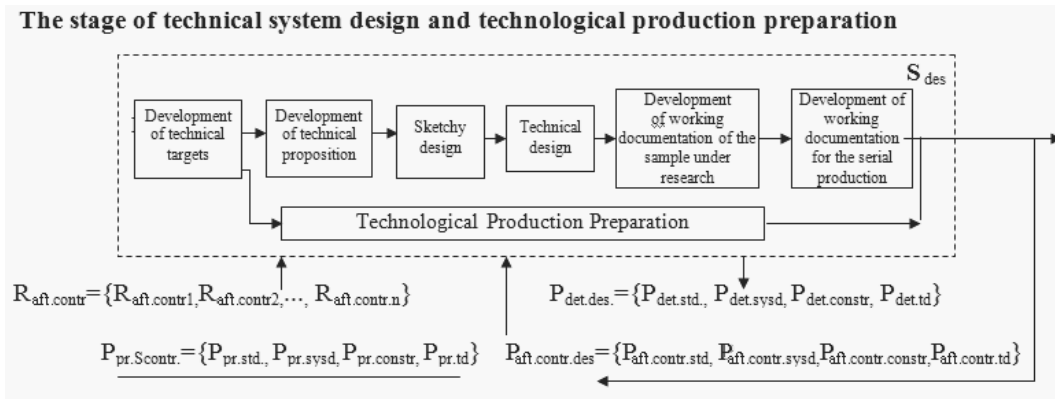 The stage of technical system design and technological production preparation
S des
Development
of technical
targets
Development
of technical
proposition
Sketchy
design
Technical
design
Development
of working
documentation of the
sample under
research
Development of
working
documentation
for the serial
production
Technological Production Preparation
R aft.contr={R aft.contr1,R aft.contr2,..., R aft.contr.n}
P det.des.={P det.std., P det.sysd, P det.constr, P det.td}
P pr.Scontr.={P pr.std., P pr.sysd, P pr.constr, P pr.td}
P aft.contr.des={P aft.contr.std, P aft.contr.sysd, P aft.contr.constr, P aft.contr.td}